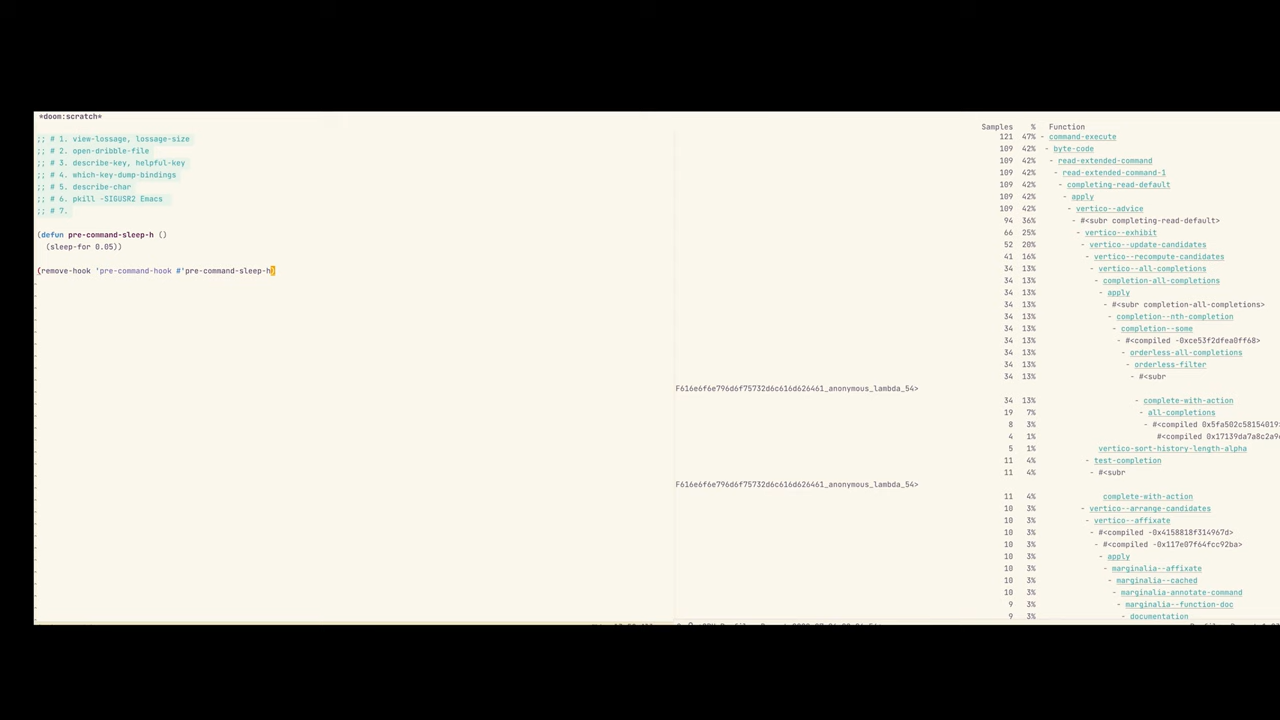 *doom:scratch*
;; # 1. view-lossage, lossage-size
;; # 2. open-dribble-file
;; # 3. describe-key, helpful-key
;; # 4. which-key-dump-bindings
;; # 5. describe-char
;; # 6. pkill -SIGUSR2 Emacs
;; # 7.
(defun pre-command-sleep-h ()
(sleep-for 0.05))
(remove-hook 'pre-command-hook #'pre-command-sleep-h)
Samples % Function
121 47% - command-execute
109 42% - byte-code
109 42% - read-extended-command
109 42% - read-extended-command-1
109 42% - completing-read-default
109 42% - apply
109 42% - vertico--advice
94 36% - #<subr completing-read-default>
66 25% - vertico--exhibit
52 20% - vertico--update-candidates
41 16% - vertico--recompute-candidates
34 13% - vertico--all-completions
34 13% - completion-all-completions
34 13% - apply
34 13% - #<subr completion-all-completions>
34 13% - completion--nth-completion
34 13% - completion--some
34 13% - #<compiled -0xce53f2dfea0ff68>
34 13% - orderless-all-completions
34 13% - orderless-filter
34 13% - #<subr
F616e6f6e796d6f75732d6c616d626461_anonymous_lambda_54>
34 13% - complete-with-action
19 7% - all-completions
8 3% - #<compiled 0x5fa502c58154019
4 1% #<compiled 0x17139da7a8c2a9
5 1% vertico-sort-history-length-alpha
11 4% - test-completion
11 4% - #<subr
F616e6f6e796d6f75732d6c616d626461_anonymous_lambda_54>
11 4% complete-with-action
10 3% - vertico--arrange-candidates
10 3% - vertico--affixate
10 3% - #<compiled -0x4158818f314967d>
10 3% - #<compiled -0x117e07f64fcc92ba>
10 3% - apply
10 3% - marginalia--affixate
10 3% - marginalia--cached
10 3% - marginalia-annotate-command
9 3% - marginalia--function-doc
9 3% - documentation